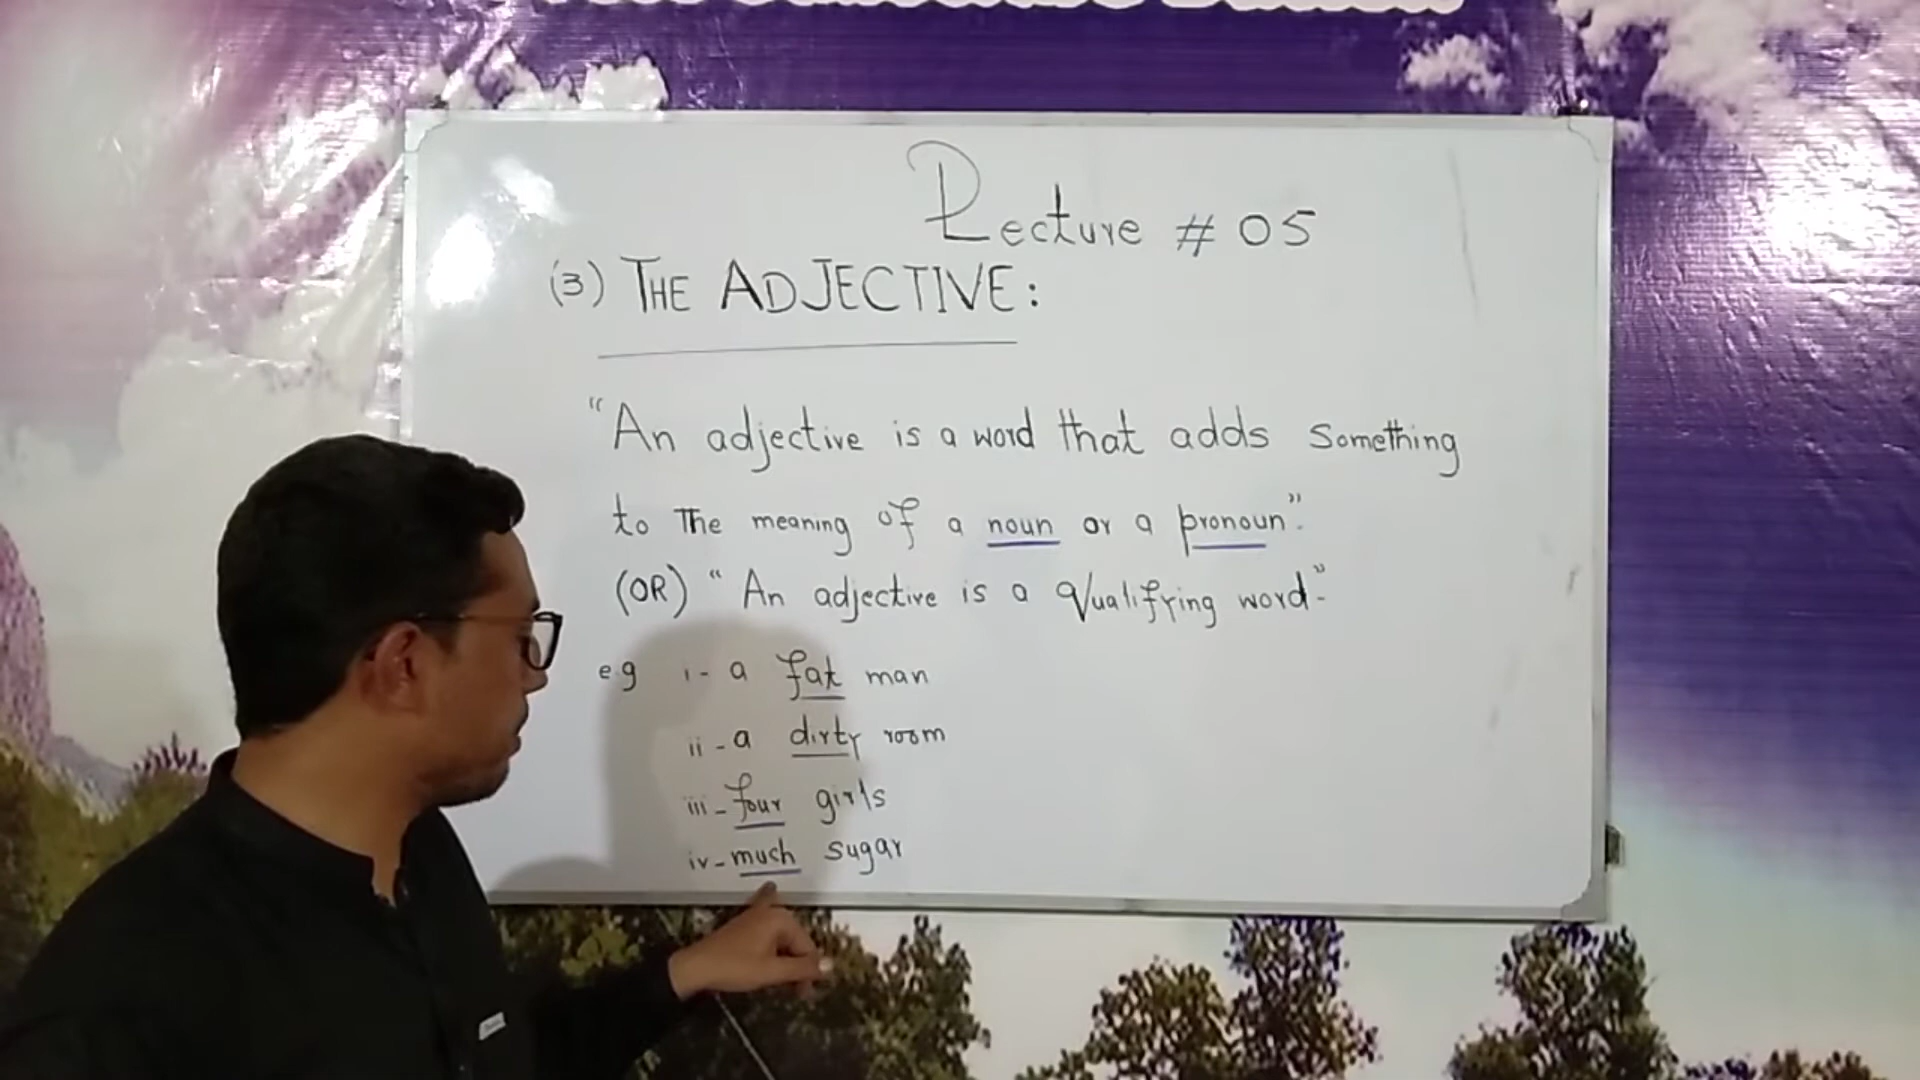 Lecture # 05
(3) THE ADJECTIVE:
"An adjective is a word that adds something
to The meaning of a noun or a pronoun".
(OR) "An adjective is a Qualifying word"-
e.g i- a fat man
ii - a dirty room
iii - four girls
iv - much sugar